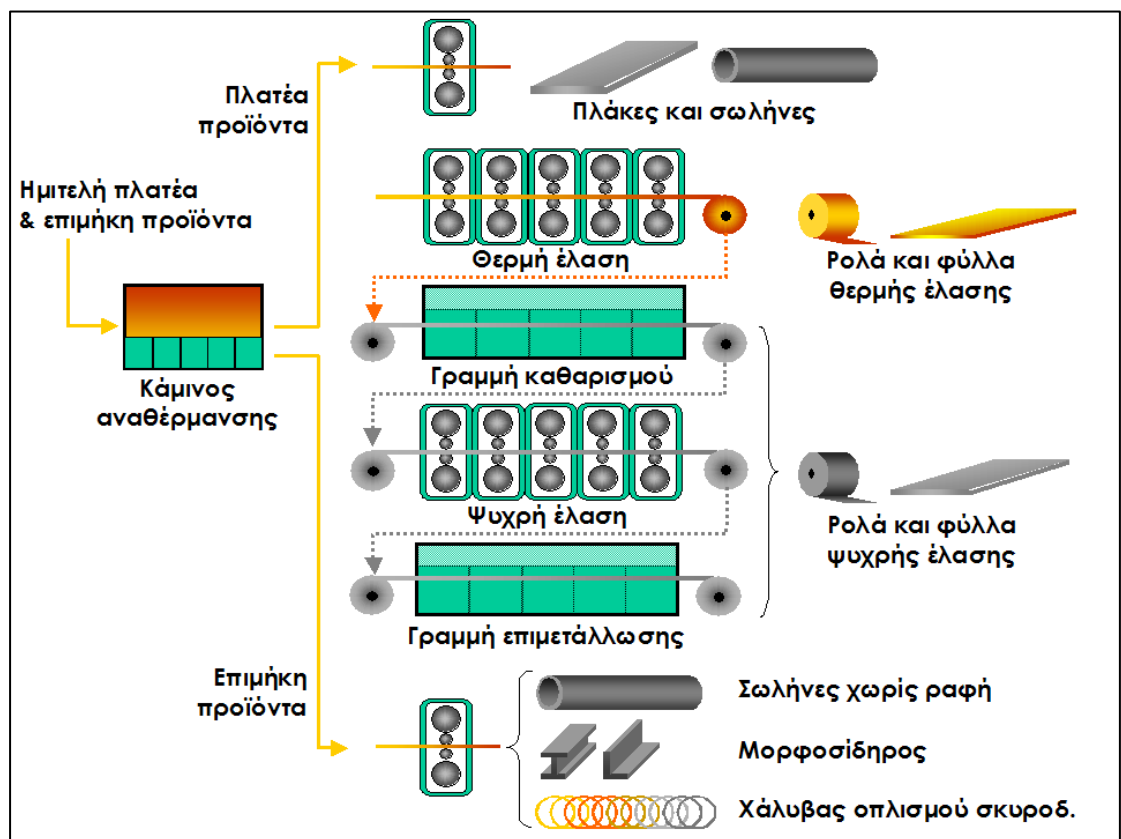 Πλατέα
προϊόντα
Πλάκες και σωλήνες
Ημιτελή πλατέα
& επιμήκη προϊόντα
Θερμή έλαση
Ρολά και φύλλα
θερμής έλασης
Κάμινος
αναθέρμανσης
Γραμμή καθαρισμού
Ψυχρή έλαση
Ρολά και φύλλα
ψυχρής έλασης
Γραμμή επιμετάλλωσης
Επιμήκη
προϊόντα
Σωλήνες χωρίς ραφή
Μορφοσίδηρος
Χάλυβας οπλισμού σκυροδ.